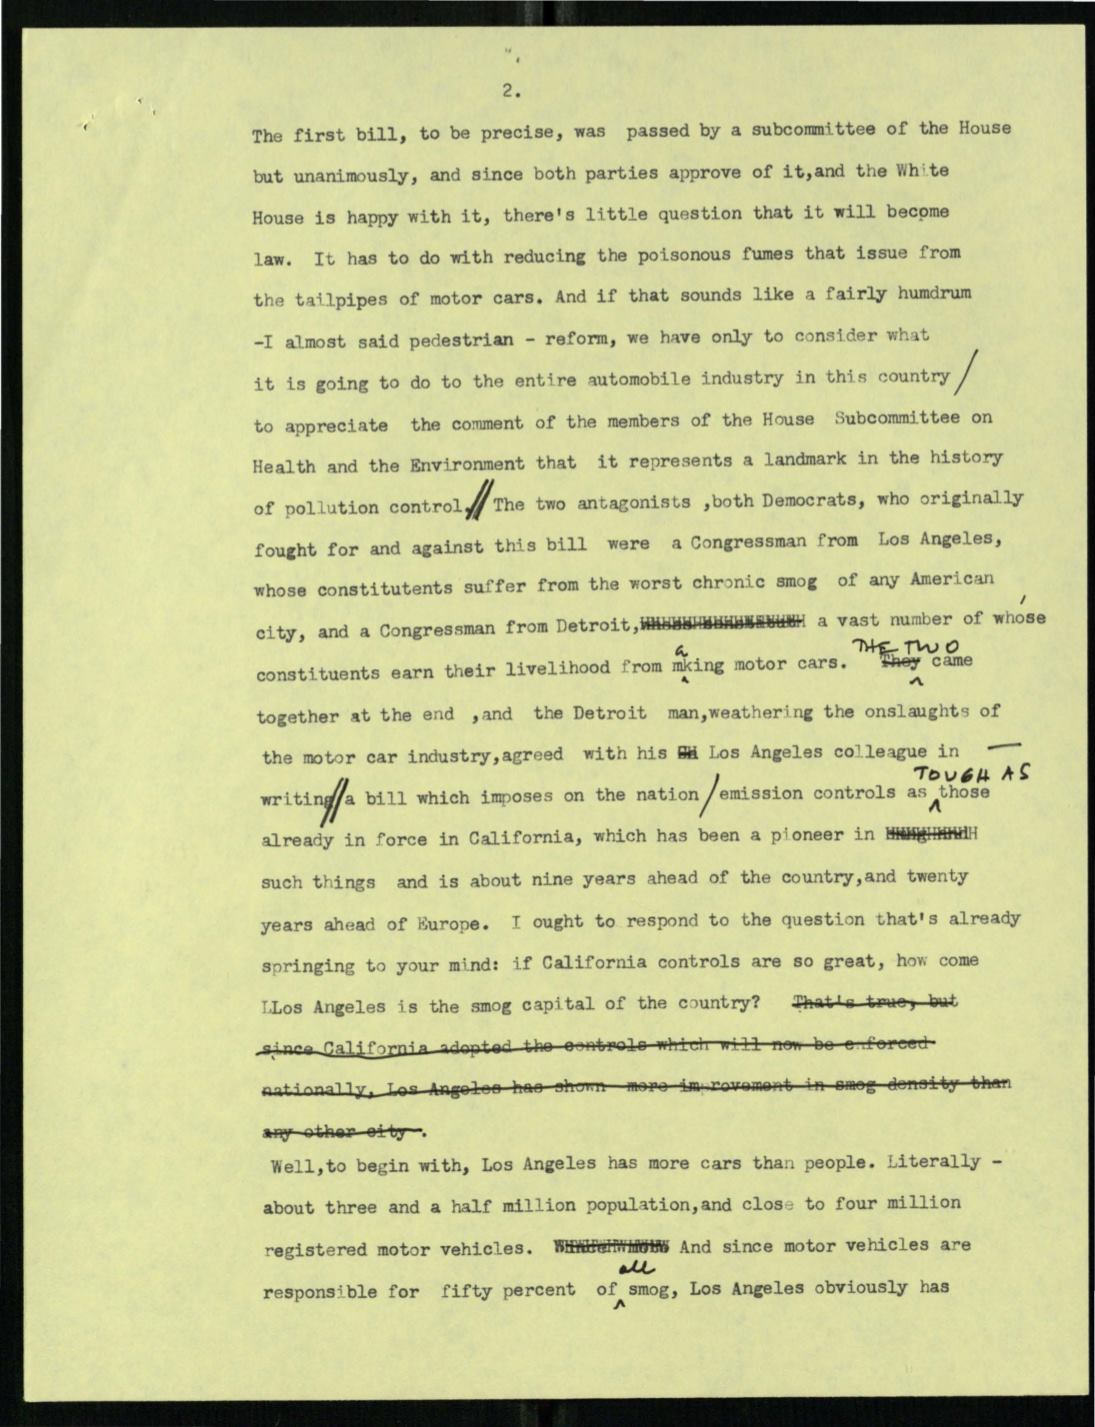 2.
The first bill, to be precise, was passed by a subcommittee of the House
but unanimously, and since both parties approve of it,and the White
House is happy with it, there's little question that it will become
law. It has to do with reducing the poisonous fumes that issue from
the tailpipes of motor cars. And if that sounds like a fairly humdrum
-I almost said pedestrian - reform, we have only to consider what
it is going to do to the entire automobile industry in this country /
to appreciate the comment of the members of the House Subcommittee on
Health and the Environment that it represents a landmark in the history
of pollution control.// The two antagonists ,both Democrats, who originally
fought for and against this bill were a Congressman from Los Angeles,
whose constitutents suffer from the worst chronic smog of any American
city, and a Congressman from Detroit, a vast number of whose
constituents earn their livelihood from making motor cars. They THE TWO came
together at the end ,and the Detroit man,weathering the onslaughts of
the motor car industry,agreed with his Los Angeles colleague in —
writing//a bill which imposes on the nation/emission controls as TOUGH AS those
already in force in California, which has been a pioneer in
such things and is about nine years ahead of the country,and twenty
years ahead of Europe. I ought to respond to the question that's already
springing to your mind: if California controls are so great, how come
LLos Angeles is the smog capital of the country? That's true, but
since California adopted the controls which will now be enforced
nationally, Los Angeles has shown more improvement in smog density than
any other city .
Well,to begin with, Los Angeles has more cars than people. Literally -
about three and a half million population,and close to four million
registered motor vehicles. And since motor vehicles are
responsible for fifty percent of all smog, Los Angeles obviously has